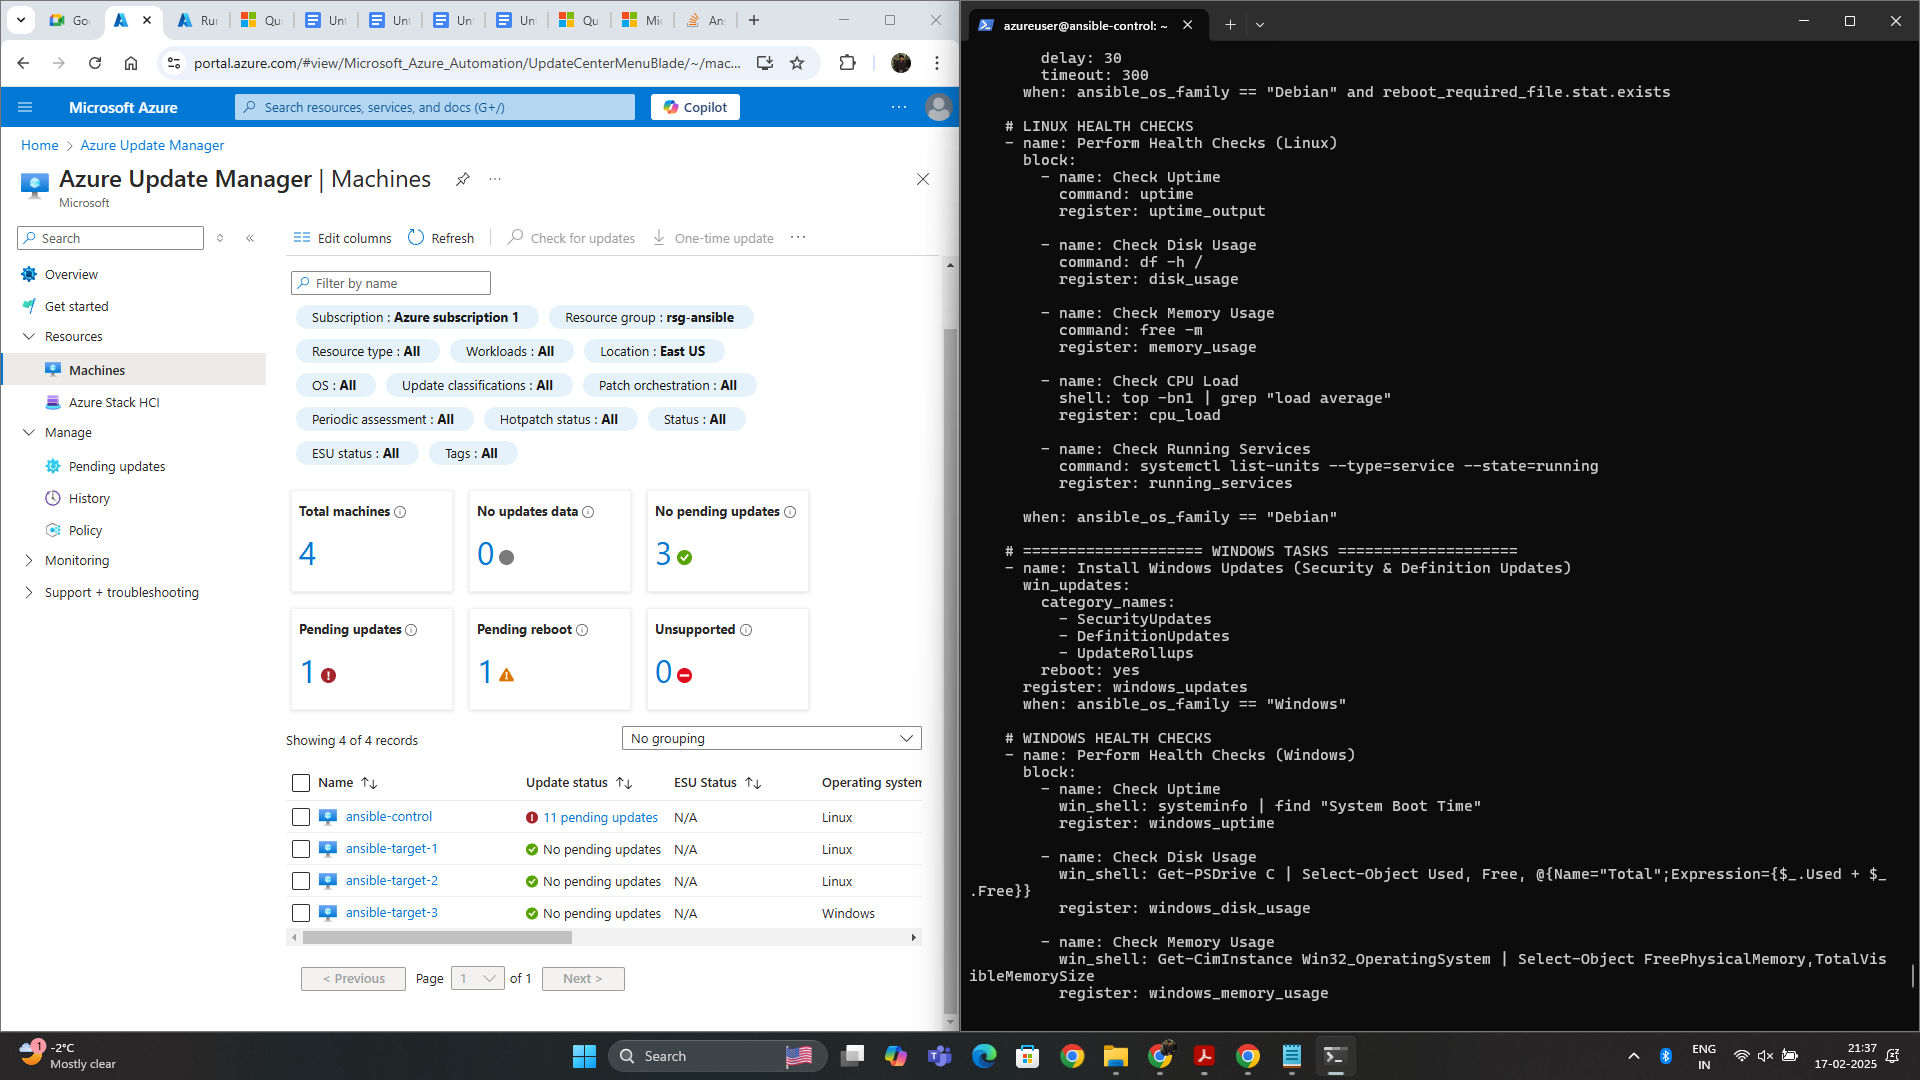 Goo
Run
Qui
Unt
Unt
Unt
Unt
Qui
Mic
Ans
azureuser@ansible-control: ~
portal.azure.com/#view/Microsoft_Azure_Automation/UpdateCenterMenuBlade/~/mac...
Microsoft Azure
Search resources, services, and docs (G+/)
Copilot
Home > Azure Update Manager
Azure Update Manager | Machines
Microsoft
Search
Overview
Get started
Resources
Machines
Azure Stack HCI
Manage
Pending updates
History
Policy
Monitoring
Support + troubleshooting
Edit columns
Refresh
Check for updates
One-time update
Filter by name
Subscription : Azure subscription 1
Resource group : rsg-ansible
Resource type : All
Workloads : All
Location : East US
OS : All
Update classifications : All
Patch orchestration : All
Periodic assessment : All
Hotpatch status : All
Status : All
ESU status : All
Tags : All
Total machines
4
No updates data
0
No pending updates
3
Pending updates
1
Pending reboot
1
Unsupported
0
Showing 4 of 4 records
No grouping
Name Update status ESU Status Operating system
ansible-control 11 pending updates N/A Linux
ansible-target-1 No pending updates N/A Linux
ansible-target-2 No pending updates N/A Linux
ansible-target-3 No pending updates N/A Windows
< Previous Page 1 of 1 Next >
delay: 30
timeout: 300
when: ansible_os_family == "Debian" and reboot_required_file.stat.exists
# LINUX HEALTH CHECKS
- name: Perform Health Checks (Linux)
block:
- name: Check Uptime
command: uptime
register: uptime_output
- name: Check Disk Usage
command: df -h /
register: disk_usage
- name: Check Memory Usage
command: free -m
register: memory_usage
- name: Check CPU Load
shell: top -bn1 | grep "load average"
register: cpu_load
- name: Check Running Services
command: systemctl list-units --type=service --state=running
register: running_services
when: ansible_os_family == "Debian"
# ==================== WINDOWS TASKS ====================
- name: Install Windows Updates (Security & Definition Updates)
win_updates:
category_names:
- SecurityUpdates
- DefinitionUpdates
- UpdateRollups
reboot: yes
register: windows_updates
when: ansible_os_family == "Windows"
# WINDOWS HEALTH CHECKS
- name: Perform Health Checks (Windows)
block:
- name: Check Uptime
win_shell: systeminfo | find "System Boot Time"
register: windows_uptime
- name: Check Disk Usage
win_shell: Get-PSDrive C | Select-Object Used, Free, @{Name="Total";Expression={$_.Used + $_
.Free}}
register: windows_disk_usage
- name: Check Memory Usage
win_shell: Get-CimInstance Win32_OperatingSystem | Select-Object FreePhysicalMemory,TotalVis
ibleMemorySize
register: windows_memory_usage
1
-2°C
Mostly clear
Search
ENG
IN
21:37
17-02-2025